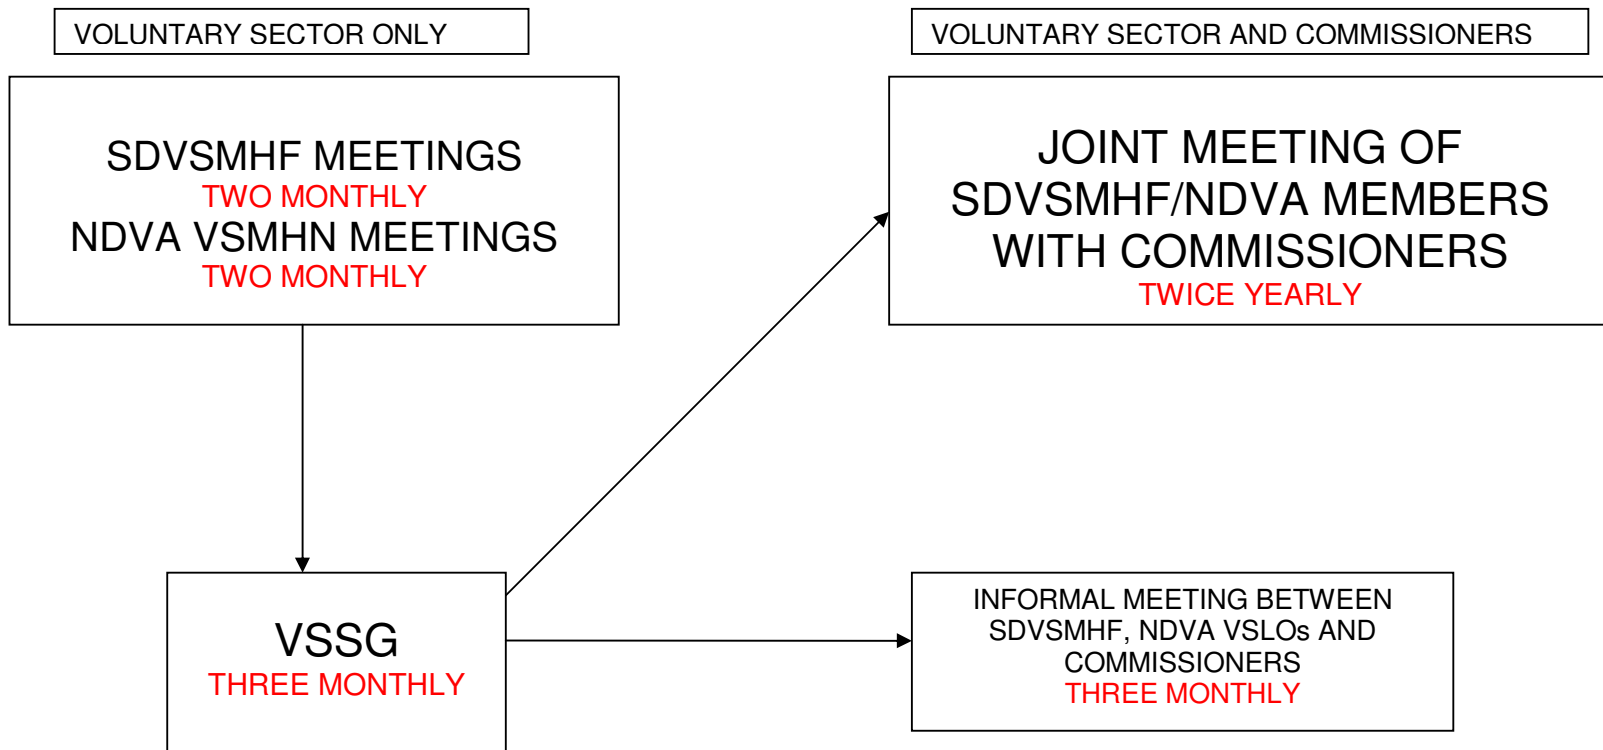 VOLUNTARY SECTOR ONLY
VOLUNTARY SECTOR AND COMMISSIONERS
SDVSMHF MEETINGS
TWO MONTHLY
NDVA VSMHN MEETINGS
TWO MONTHLY
JOINT MEETING OF
SDVSMHF/NDVA MEMBERS
WITH COMMISSIONERS
TWICE YEARLY
VSSG
THREE MONTHLY
INFORMAL MEETING BETWEEN
SDVSMHF, NDVA VSLOs AND
COMMISSIONERS
THREE MONTHLY